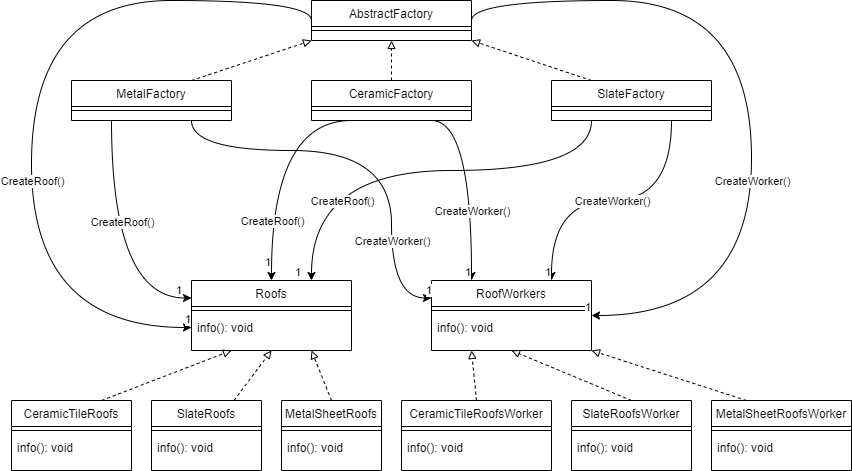 AbstractFactory
MetalFactory
CeramicFactory
SlateFactory
CreateRoof()
CreateRoof()
CreateRoof()
CreateRoof()
CreateWorker()
CreateWorker()
CreateWorker()
CreateWorker()
1
1
1
1
1
1
1
1
Roofs
info(): void
RoofWorkers
info(): void
CeramicTileRoofs
info(): void
SlateRoofs
info(): void
MetalSheetRoofs
info(): void
CeramicTileRoofsWorker
info(): void
SlateRoofsWorker
info(): void
MetalSheetRoofsWorker
info(): void